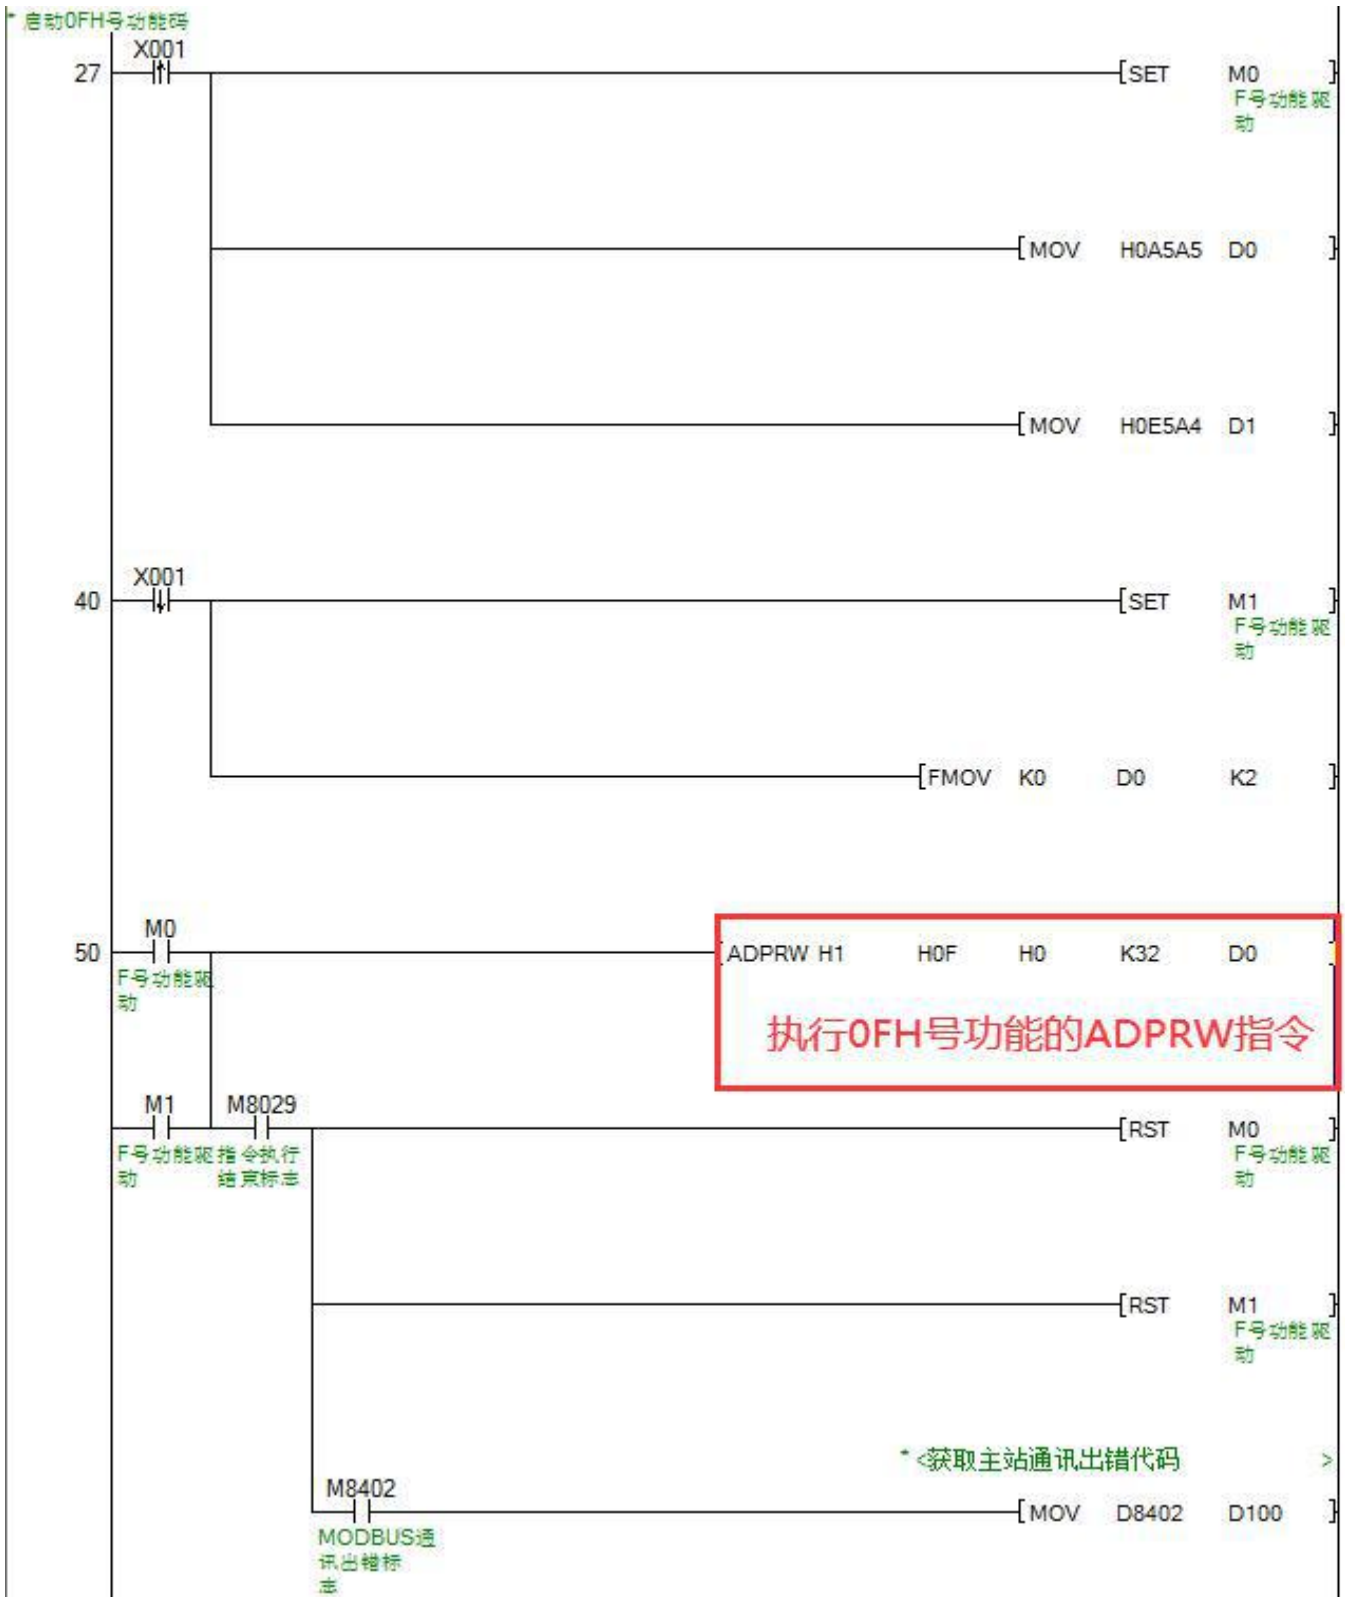 * 启动0FH号功能码
X001
27 [SET M0 ]
F号功能驱
动
[MOV H0A5A5 D0 ]
[MOV H0E5A4 D1 ]
X001
40 [SET M1 ]
F号功能驱
动
[FMOV K0 D0 K2 ]
M0
50 [ADPRW H1 H0F H0 K32 D0 ]
F号功能驱
动
执行0FH号功能的ADPRW指令
M1 M8029
[RST M0 ]
F号功能驱 指令执行 F号功能驱
动 结束标志 动
[RST M1 ]
F号功能驱
动
* <获取主站通讯出错代码 >
M8402
[MOV D8402 D100 ]
MODBUS通
讯出错标
志